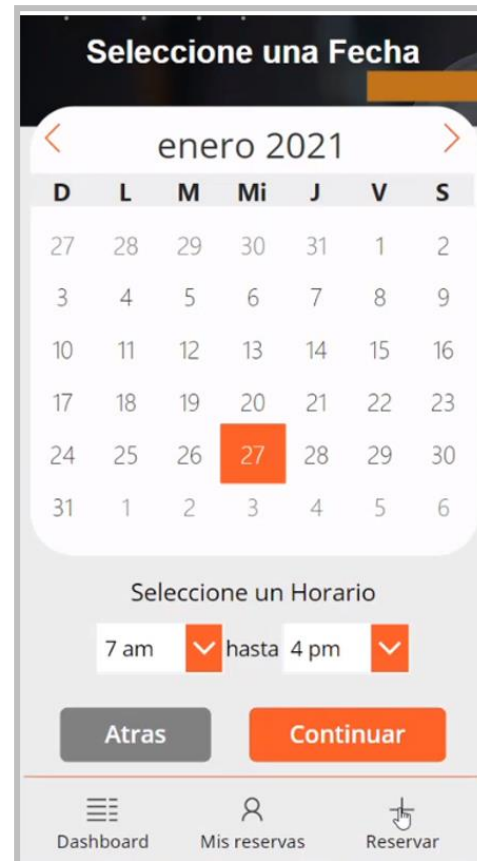 Seleccione una Fecha
enero 2021
D L M Mi J V S
27 28 29 30 31 1 2
3 4 5 6 7 8 9
10 11 12 13 14 15 16
17 18 19 20 21 22 23
24 25 26 27 28 29 30
31 1 2 3 4 5 6
Seleccione un Horario
7 am hasta 4 pm
Atras Continuar
Dashboard Mis reservas Reservar